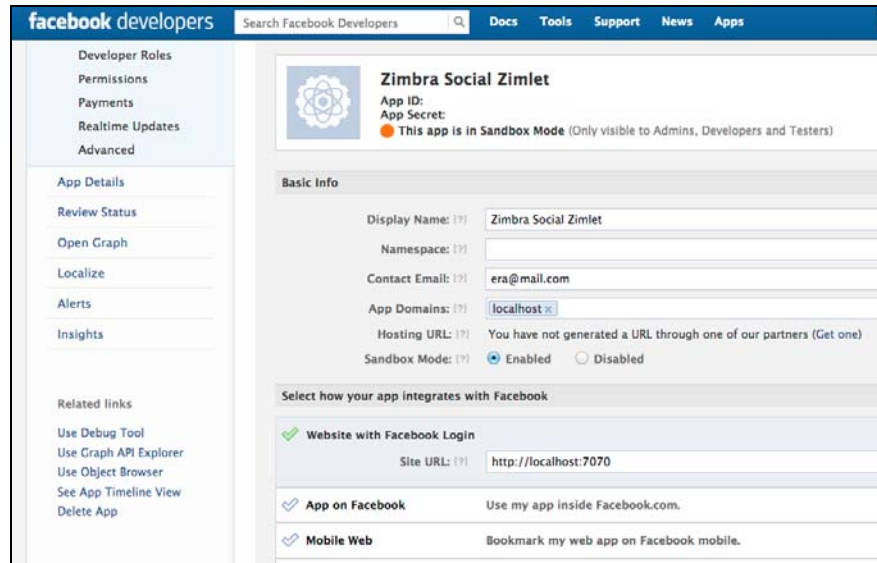 facebook developers
Search Facebook Developers
Docs Tools Support News Apps
Developer Roles
Permissions
Payments
Realtime Updates
Advanced
App Details
Review Status
Open Graph
Localize
Alerts
Insights
Related links
Use Debug Tool
Use Graph API Explorer
Use Object Browser
See App Timeline View
Delete App
Zimbra Social Zimlet
App ID:
App Secret:
This app is in Sandbox Mode (Only visible to Admins, Developers and Testers)
Basic Info
Display Name: [?] Zimbra Social Zimlet
Namespace: [?]
Contact Email: [?] era@mail.com
App Domains: [?] localhost ×
Hosting URL: [?] You have not generated a URL through one of our partners (Get one)
Sandbox Mode: [?] Enabled Disabled
Select how your app integrates with Facebook
Website with Facebook Login
Site URL: [?] http://localhost:7070
App on Facebook Use my app inside Facebook.com.
Mobile Web Bookmark my web app on Facebook mobile.